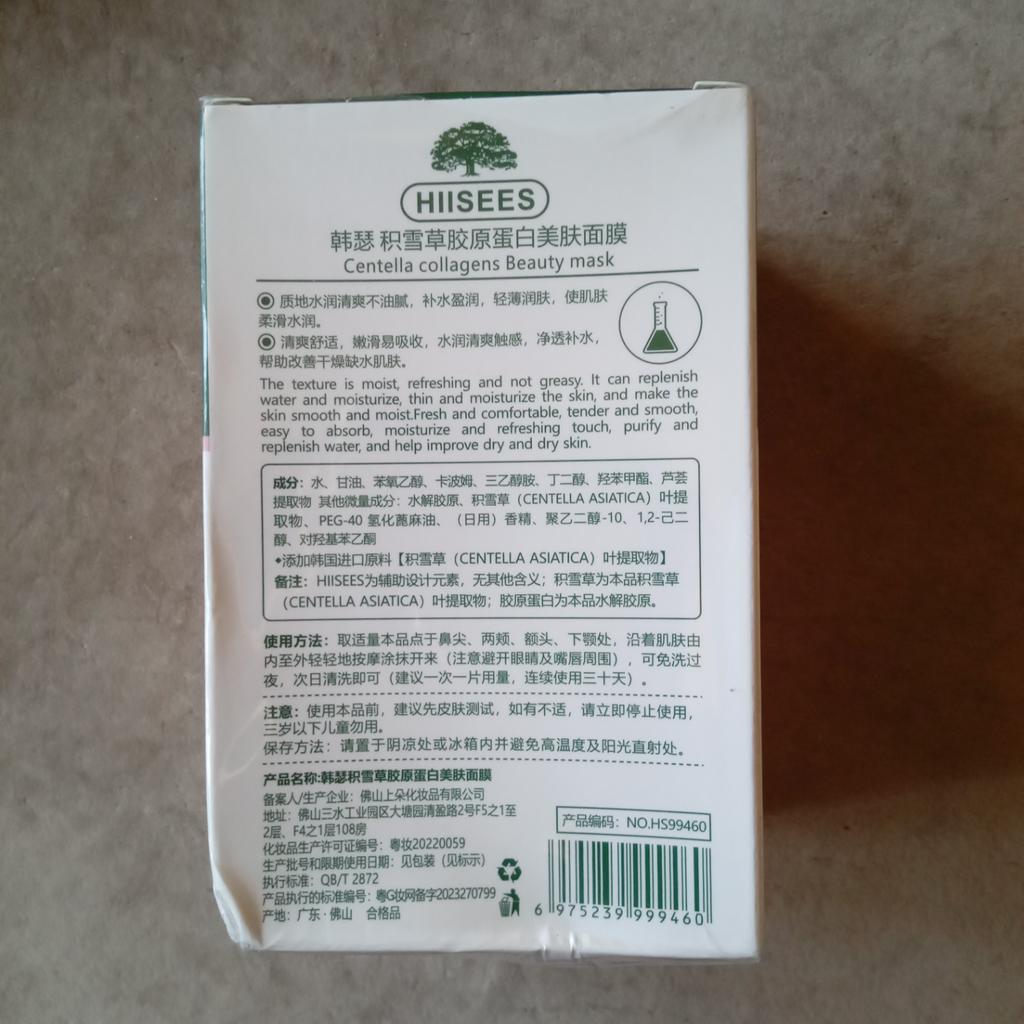 HIISEES
韩瑟 积雪草胶原蛋白美肤面膜
Centella collagens Beauty mask
质地水润清爽不油腻，补水盈润，轻薄润肤，使肌肤
柔滑水润。
清爽舒适，嫩滑易吸收，水润清爽触感，净透补水，
帮助改善干燥缺水肌肤。
The texture is moist, refreshing and not greasy. It can replenish
water and moisturize, thin and moisturize the skin, and make the
skin smooth and moist.Fresh and comfortable, tender and smooth,
easy to absorb, moisturize and refreshing touch, purify and
replenish water, and help improve dry and dry skin.
成分：水、甘油、苯氧乙醇、卡波姆、三乙醇胺、丁二醇、羟苯甲酯、芦荟
提取物 其他微量成分：水解胶原、积雪草（CENTELLA ASIATICA）叶提
取物、PEG-40 氢化蓖麻油、（日用）香精、聚乙二醇-10、1,2-己二
醇、对羟基苯乙酮
◆添加韩国进口原料【积雪草（CENTELLA ASIATICA）叶提取物】
备注：HIISEES为辅助设计元素，无其他含义；积雪草为本品积雪草
（CENTELLA ASIATICA）叶提取物；胶原蛋白为本品水解胶原。
使用方法：取适量本品点于鼻尖、两颊、额头、下颚处，沿着肌肤由
内至外轻轻地按摩涂抹开来（注意避开眼睛及嘴唇周围），可免洗过
夜，次日清洗即可（建议一次一片用量，连续使用三十天）。
注意：使用本品前，建议先皮肤测试，如有不适，请立即停止使用，
三岁以下儿童勿用。
保存方法：请置于阴凉处或冰箱内并避免高温度及阳光直射处。
产品名称:韩瑟积雪草胶原蛋白美肤面膜
备案人/生产企业：佛山上朵化妆品有限公司
地址：佛山三水工业园区大塘园清盈路2号F5之1至
2层、F4之1层108房
化妆品生产许可证编号：粤妆20220059
生产批号和限期使用日期：见包装（见标示）
执行标准：QB/T 2872
产品执行的标准编号：粤G妆网备字2023270799
产地：广东·佛山 合格品
产品编码：NO.HS99460
6 975239 999460